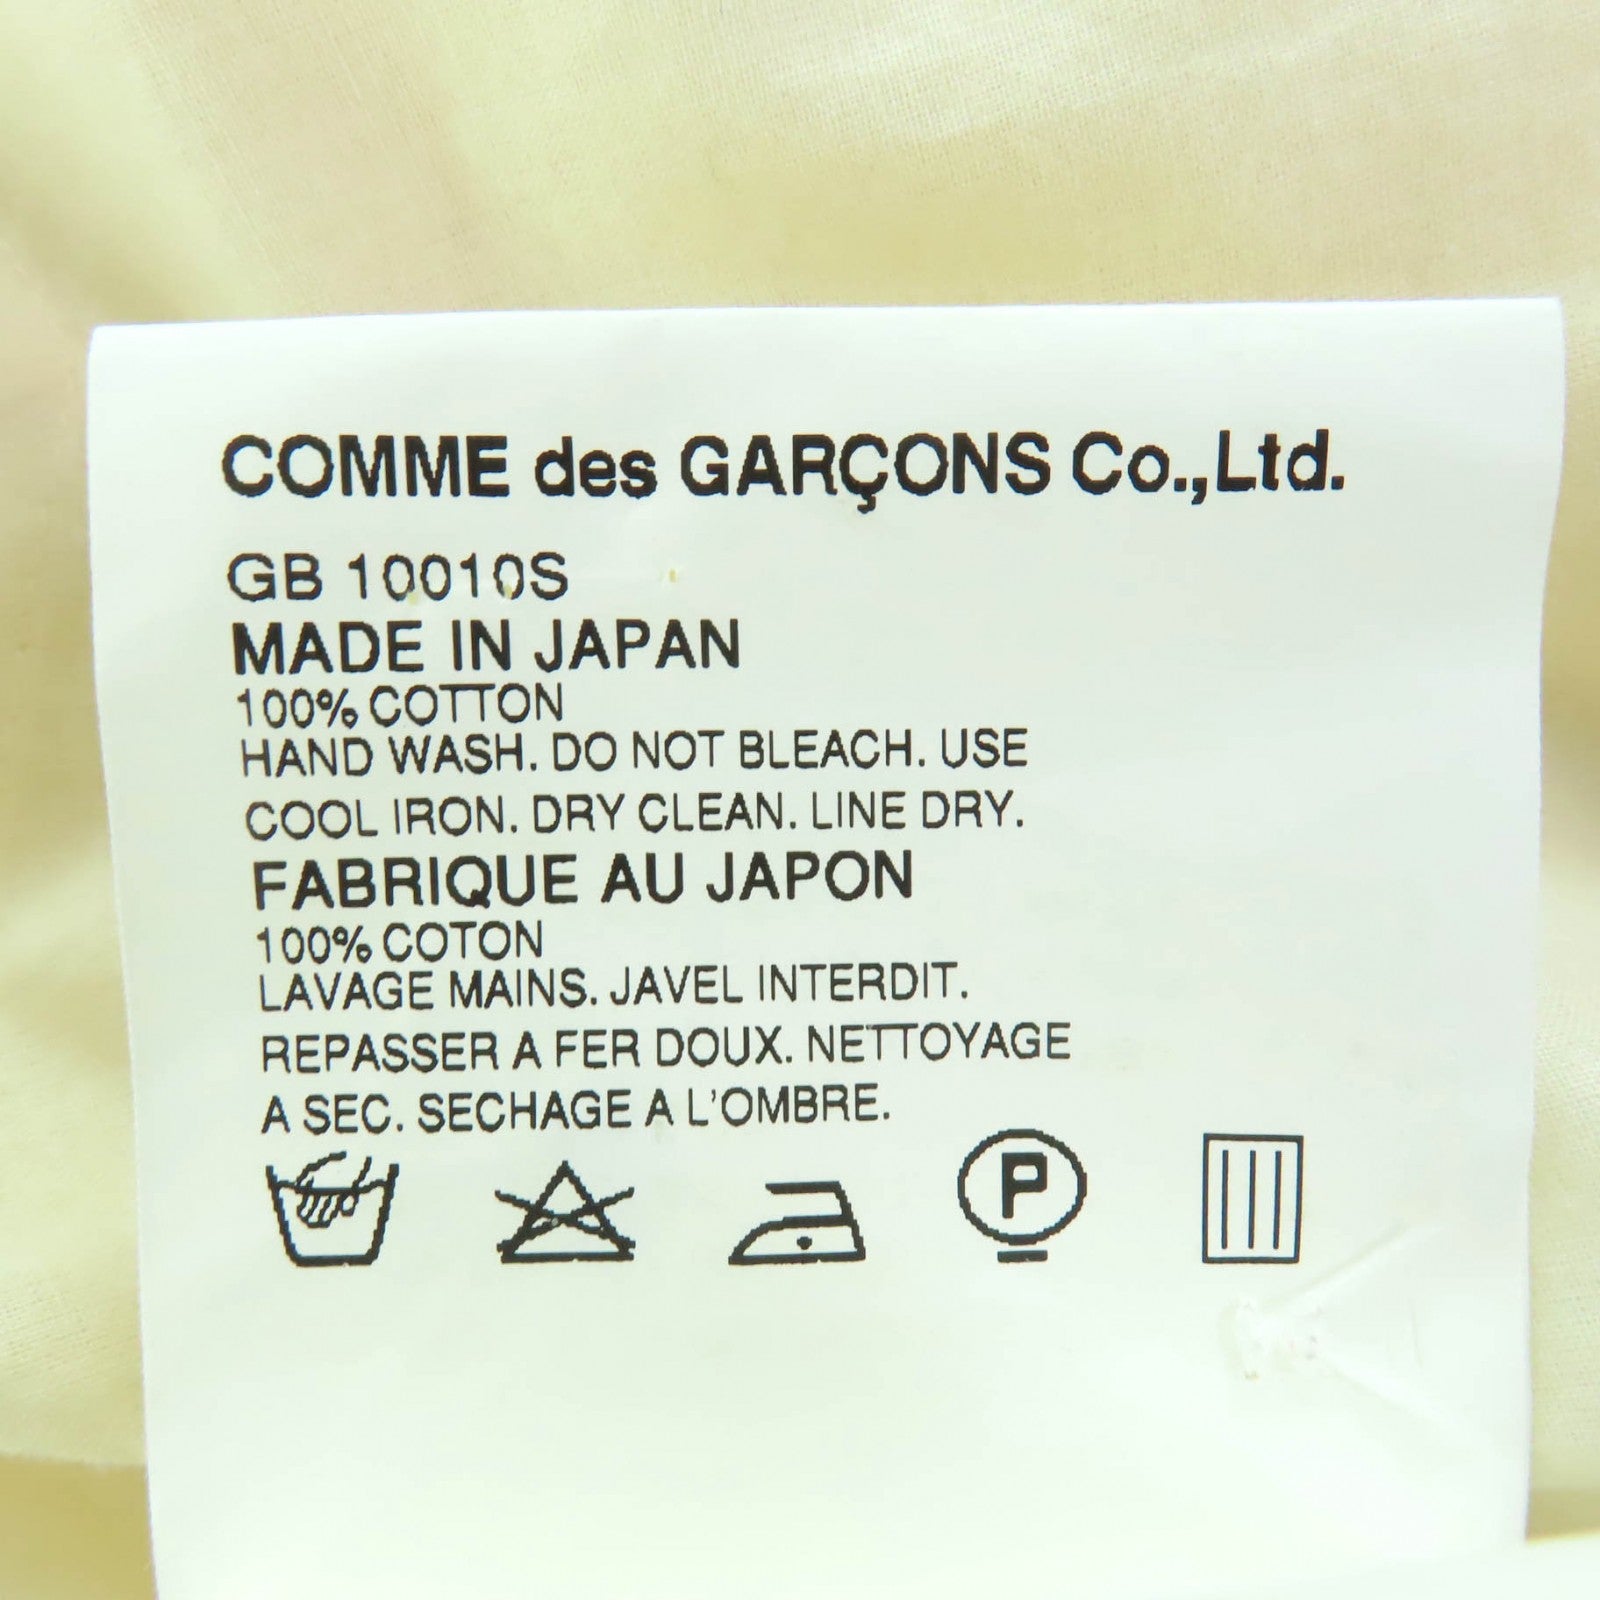 COMME des GARÇONS Co.,Ltd.
GB 10010S
MADE IN JAPAN
100% COTTON
HAND WASH. DO NOT BLEACH. USE
COOL IRON. DRY CLEAN. LINE DRY.
FABRIQUE AU JAPON
100% COTON
LAVAGE MAINS. JAVEL INTERDIT.
REPASSER A FER DOUX. NETTOYAGE
A SEC. SECHAGE A L'OMBRE.
P